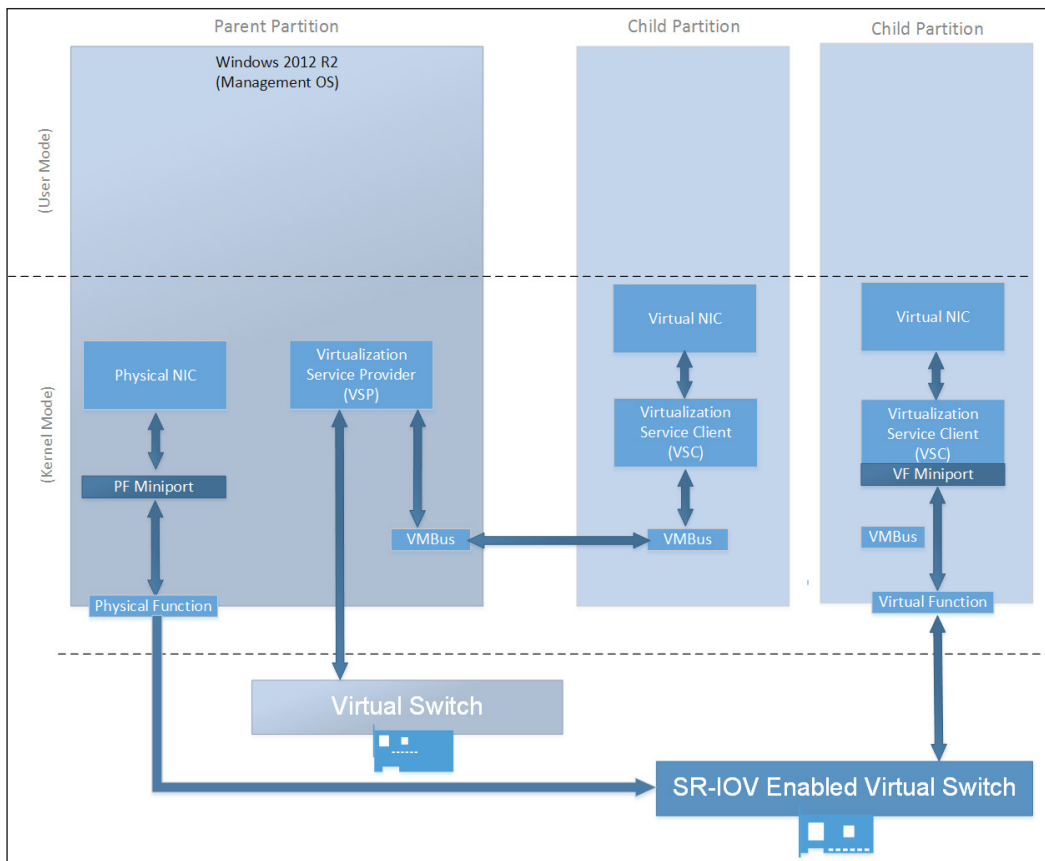 Parent Partition
Child Partition
Child Partition
Windows 2012 R2
(Management OS)
(User Mode)
(Kernel Mode)
Physical NIC
PF Miniport
Physical Function
Virtualization
Service Provider
(VSP)
VMBus
Virtual NIC
Virtualization
Service Client
(VSC)
VMBus
Virtual NIC
Virtualization
Service Client
(VSC)
VF Miniport
VMBus
Virtual Function
Virtual Switch
SR-IOV Enabled Virtual Switch